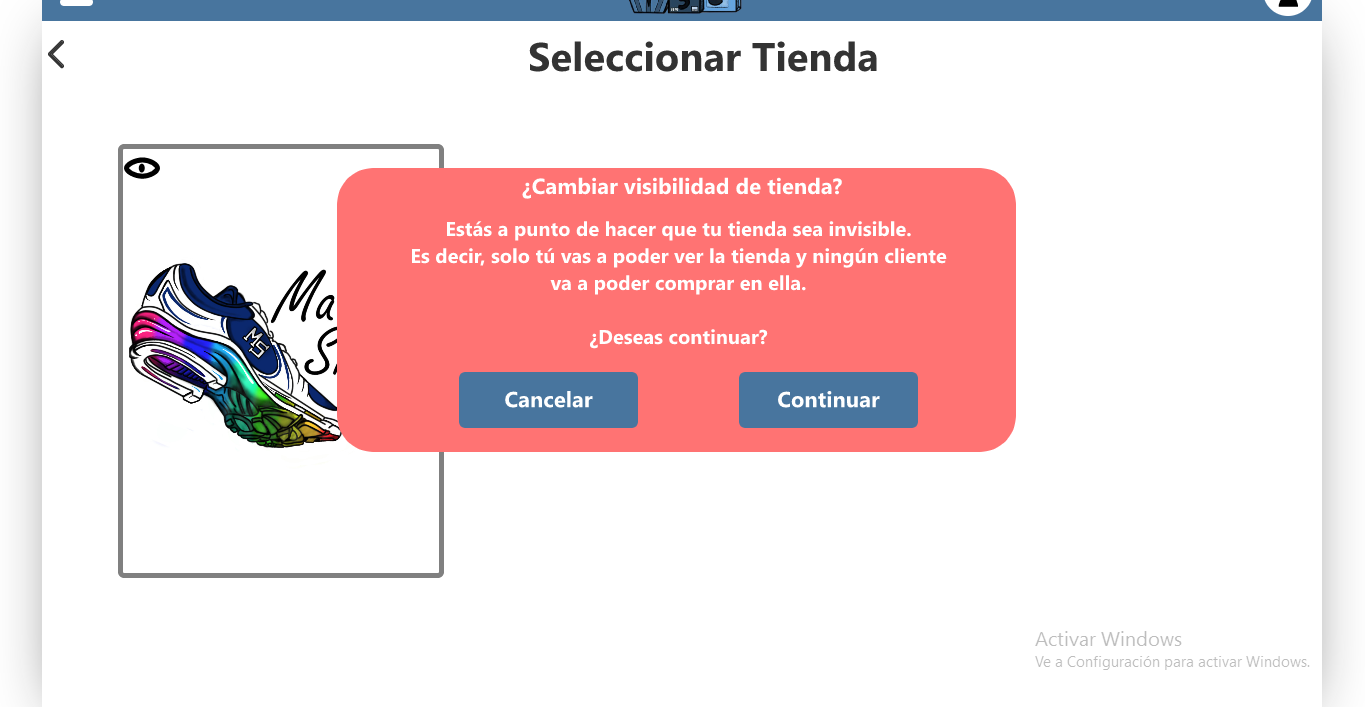 Seleccionar Tienda
¿Cambiar visibilidad de tienda?
Estás a punto de hacer que tu tienda sea invisible.
Es decir, solo tú vas a poder ver la tienda y ningún cliente
va a poder comprar en ella.
¿Deseas continuar?
Cancelar
Continuar
Ma
MS
Activar Windows
Ve a Configuración para activar Windows.